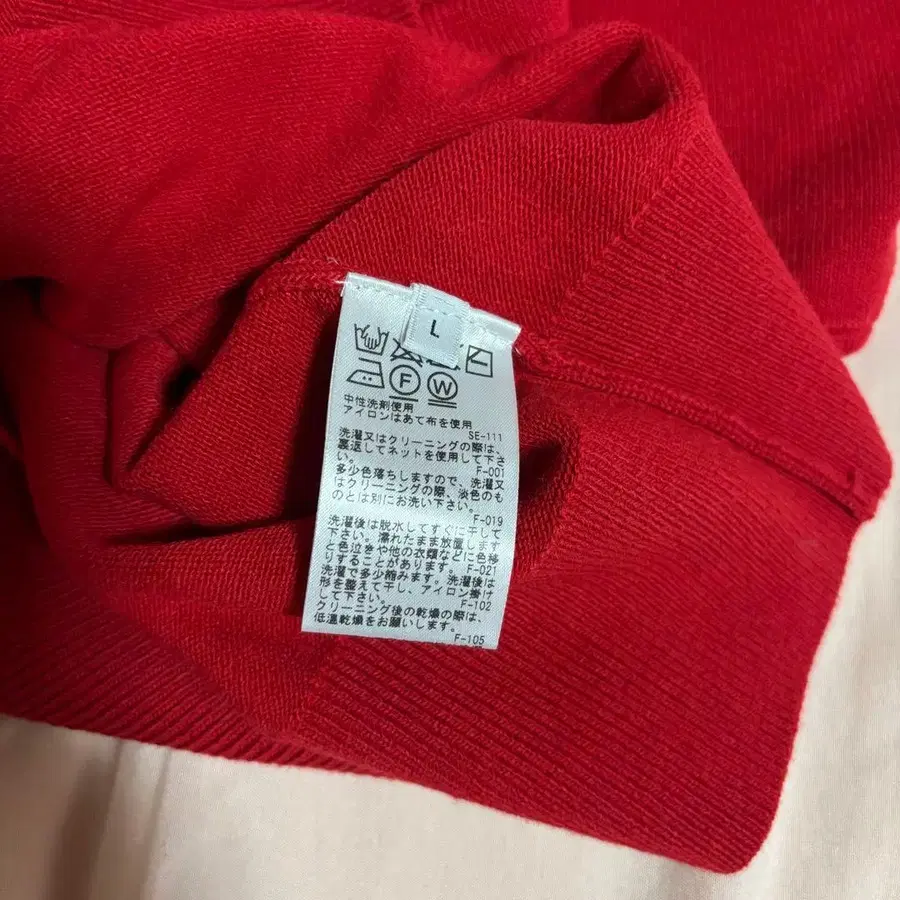 L
F W
中性洗剤使用
アイロンはあて布を使用
SE-111
洗濯又はクリーニングの際は、
裏返してネットを使用して下さ
い。
F-001
多少色落ちしますので、洗濯又
はクリーニングの際、淡色のも
のとは別にお洗い下さい。
F-019
洗濯後は脱水してすぐに干して
下さい。濡れたまま放置します
と色泣きや他の衣類などに色移
りすることがあります。 F-021
洗濯で多少縮みます。洗濯後は
形を整えて干し、アイロン掛け
して下さい。
F-102
クリーニング後の乾燥の際は、
低温乾燥をお願いします。
F-105